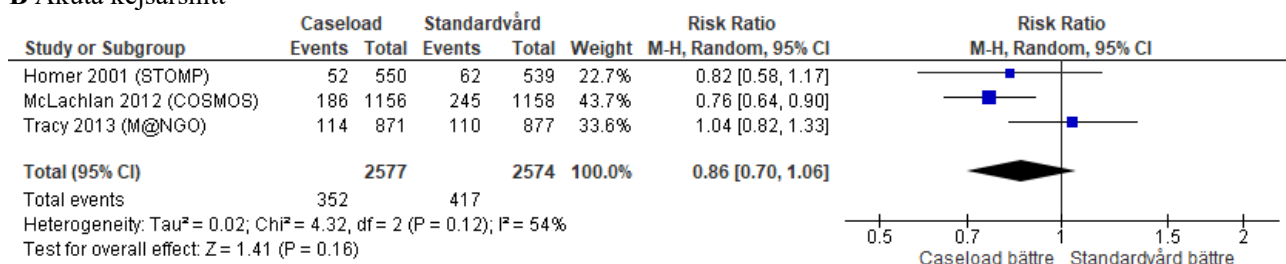 B Akuta kejsarsnitt
Caseload Standardvård Risk Ratio Risk Ratio
Study or Subgroup Events Total Events Total Weight M-H, Random, 95% CI M-H, Random, 95% CI
Homer 2001 (STOMP) 52 550 62 539 22.7% 0.82 [0.58, 1.17]
McLachlan 2012 (COSMOS) 186 1156 245 1158 43.7% 0.76 [0.64, 0.90]
Tracy 2013 (M@NGO) 114 871 110 877 33.6% 1.04 [0.82, 1.33]
Total (95% CI) 2577 2574 100.0% 0.86 [0.70, 1.06]
Total events 352 417
Heterogeneity: Tau² = 0.02; Chi² = 4.32, df = 2 (P = 0.12); I² = 54%
Test for overall effect: Z = 1.41 (P = 0.16)
0.5 0.7 1 1.5 2
Caseload bättre Standardvård bättre